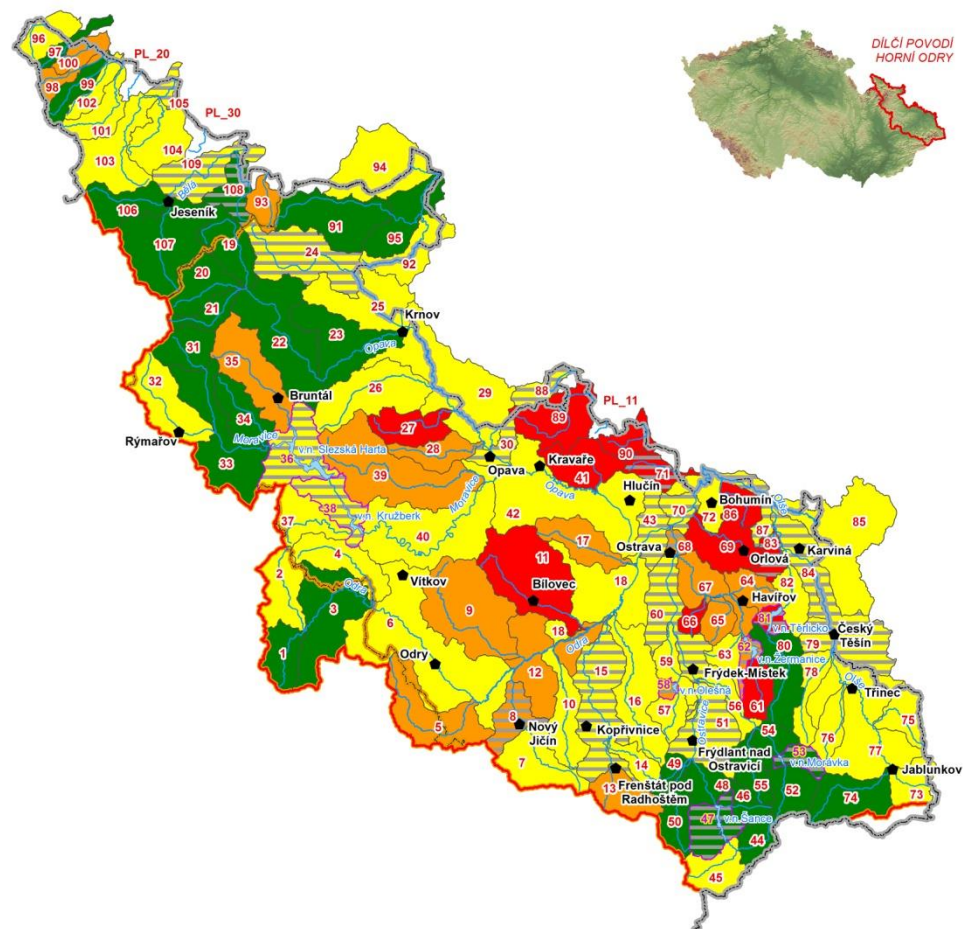 DÍLČÍ POVODÍ
HORNÍ ODRY
96
PL_20
97
100
98
99
102
105
PL_30
101
104
103
109
94
Bělá
108
93
106
Jeseník
91
107
19
95
24
92
20
25
21
Krnov
23
31
22
Opava
35
32
26
29
88
PL_11
Bruntál
89
34
27
Rýmařov
Moravice
28
30
90
36
v.n. Slezská Harta
Opava
Kravaře
71
33
39
Moravice
41
Hlučín
Olše
Opava
Bohumín
38
v.n. Kružberk
42
43
70
72
86
85
37
40
87
17
68
69
83
Karviná
4
Ostrava
Orlová
11
84
2
Odra
Vítkov
18
67
64
82
Bílovec
Havířov
3
9
60
66
65
81
v.n. Těrlicko
Český
Těšín
6
18
Odra
62
80
79
1
Odry
63
v.n. Žermanice
59
Frýdek-Místek
78
12
15
58
v.n. Olešná
Olše
Třinec
10
16
57
56
61
8
Nový
Jičín
Kopřivnice
Ostravice
51
54
75
5
76
Frýdlant nad
Ostravicí
53
77
7
14
49
v.n. Morávka
Jablunkov
13
Frenštát pod
Radhoštěm
48
46
55
52
74
73
50
47
v.n. Šance
44
45